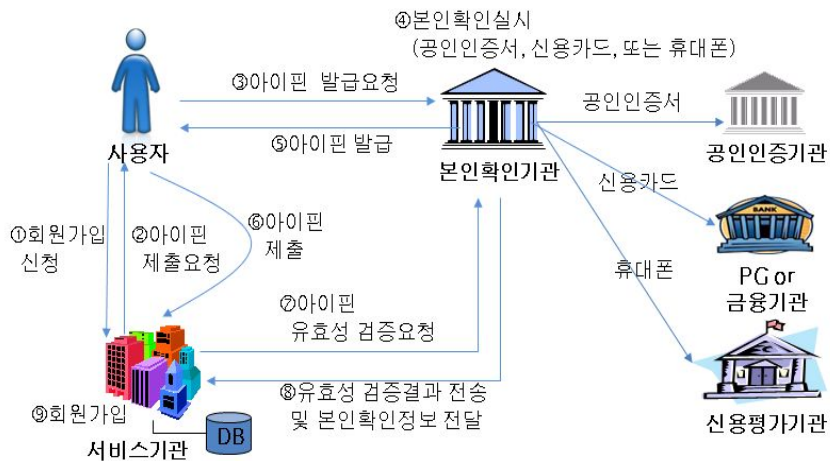 ④본인확인실시
(공인인증서, 신용카드, 또는 휴대폰)
③아이핀 발급요청
공인인증서
⑤아이핀 발급
사용자
본인확인기관
공인인증기관
신용카드
①회원가입
신청
②아이핀
제출요청
⑥아이핀
제출
BANK
휴대폰
PG or
금융기관
⑦아이핀
유효성 검증요청
⑧유효성 검증결과 전송
및 본인확인정보 전달
⑨회원가입
서비스기관
DB
신용평가기관